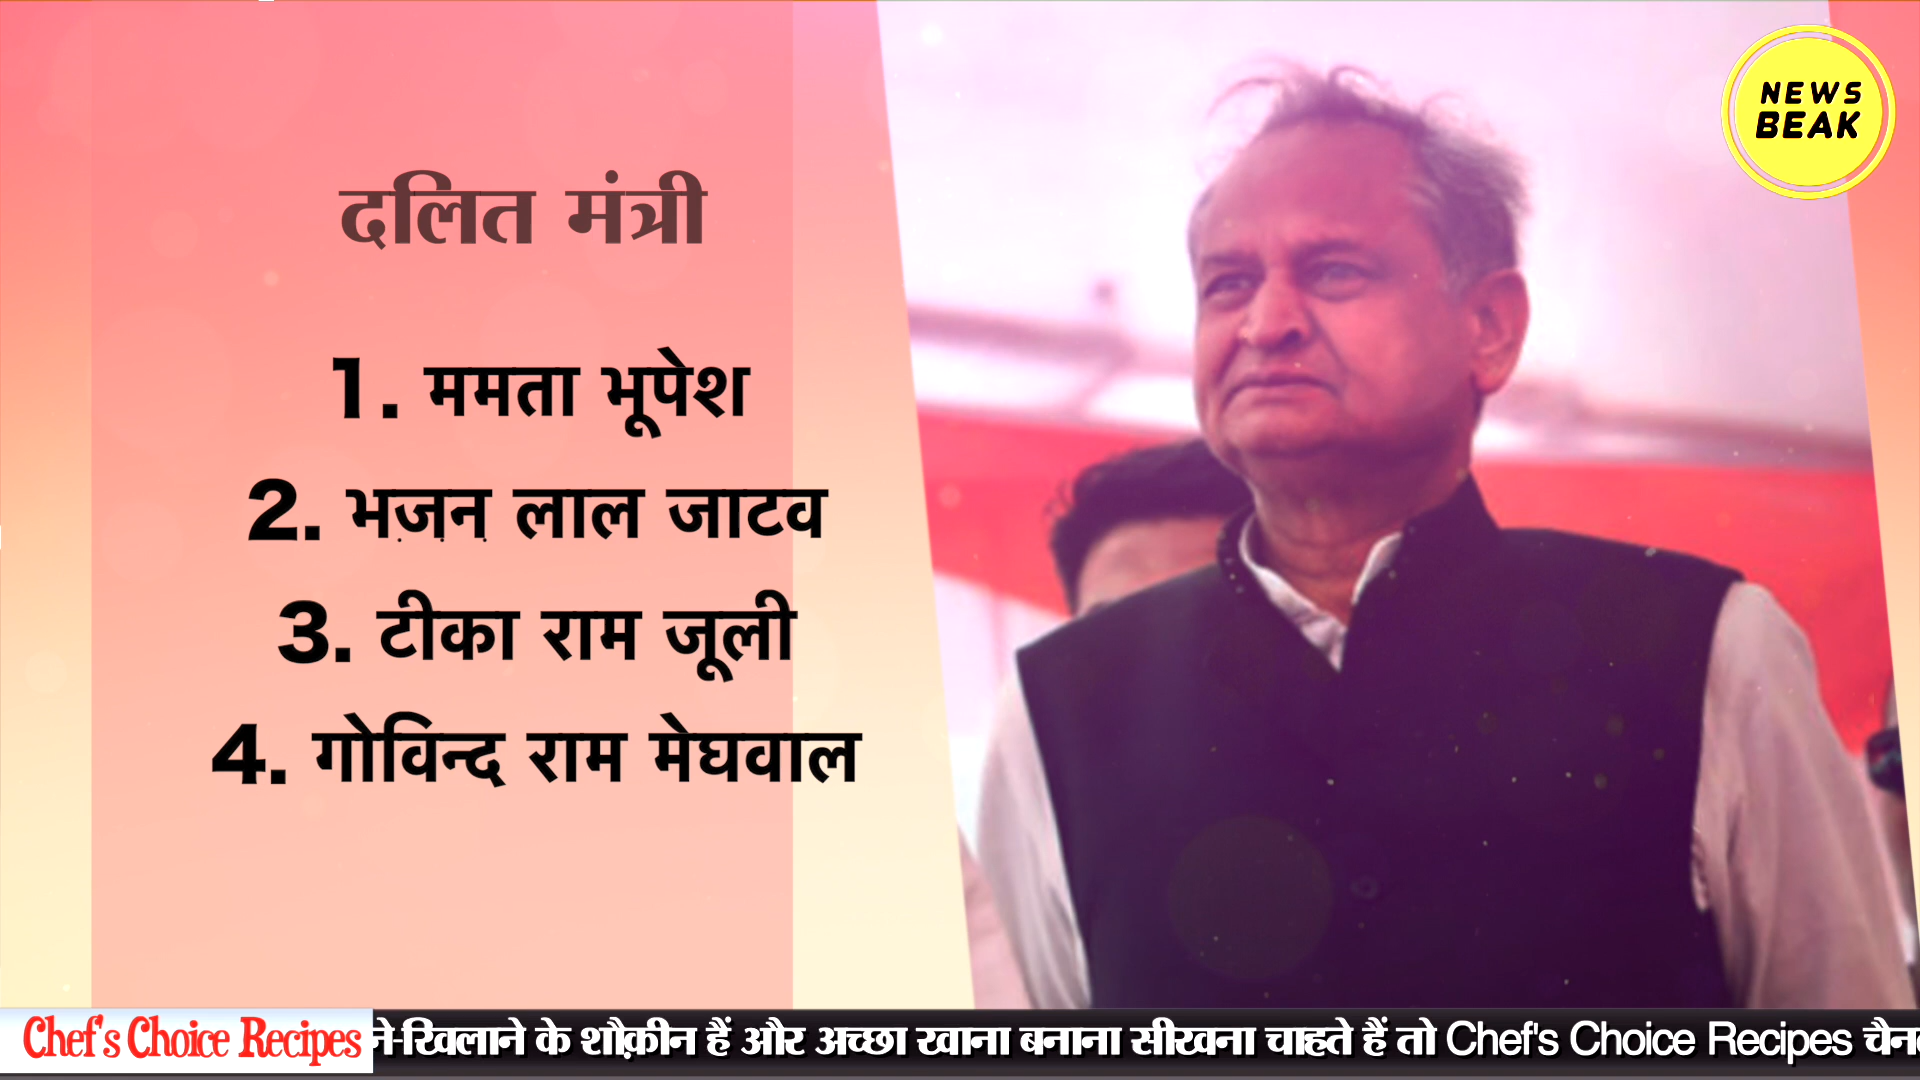 NEWS
BEAK
दलित मंत्री
1. ममता भूपेश
2. भजन लाल जाटव
3. टीका राम जूली
4. गोविन्द राम मेघवाल
Chef's Choice Recipes ने-खिलाने के शौक़ीन हैं और अच्छा खाना बनाना सीखना चाहते हैं तो Chef's Choice Recipes